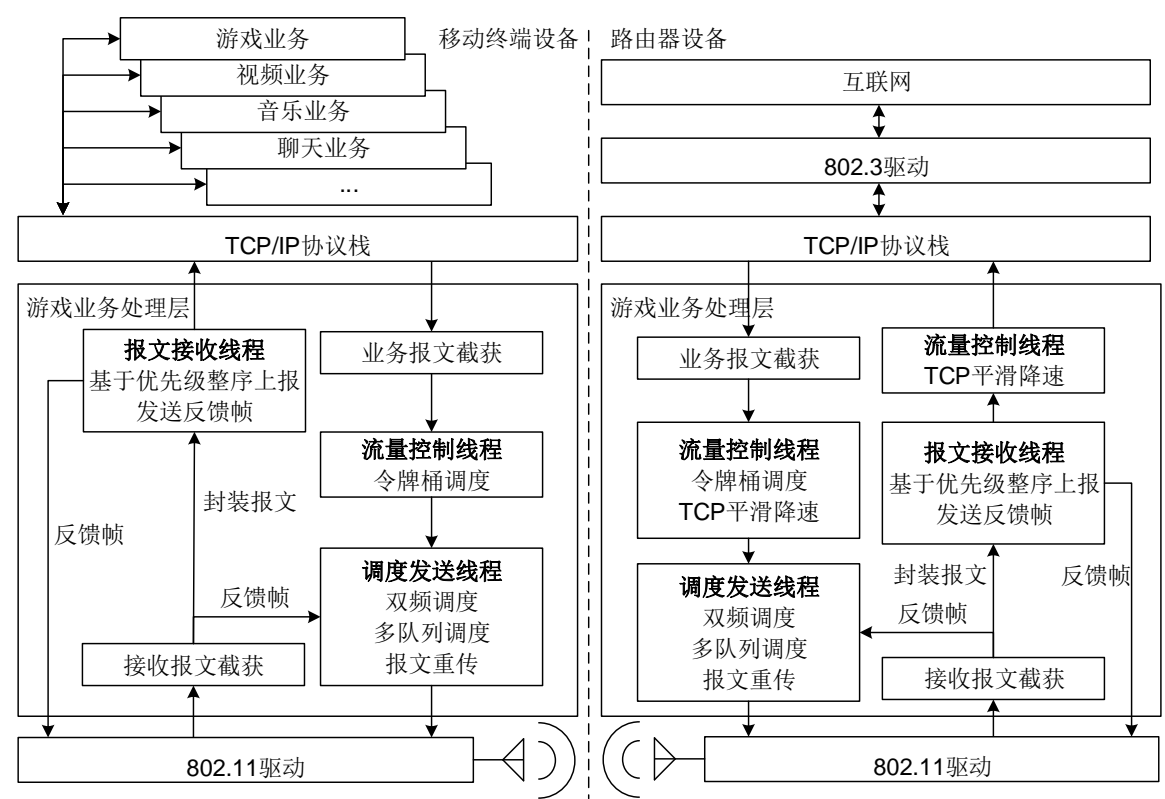 移动终端设备
游戏业务
视频业务
音乐业务
聊天业务
...
TCP/IP协议栈
游戏业务处理层
报文接收线程
基于优先级整序上报
发送反馈帧
业务报文截获
流量控制线程
令牌桶调度
封装报文
反馈帧
调度发送线程
双频调度
多队列调度
报文重传
反馈帧
接收报文截获
802.11驱动
路由器设备
互联网
802.3驱动
TCP/IP协议栈
游戏业务处理层
业务报文截获
流量控制线程
TCP平滑降速
流量控制线程
令牌桶调度
TCP平滑降速
报文接收线程
基于优先级整序上报
发送反馈帧
调度发送线程
双频调度
多队列调度
报文重传
封装报文
反馈帧
反馈帧
接收报文截获
802.11驱动